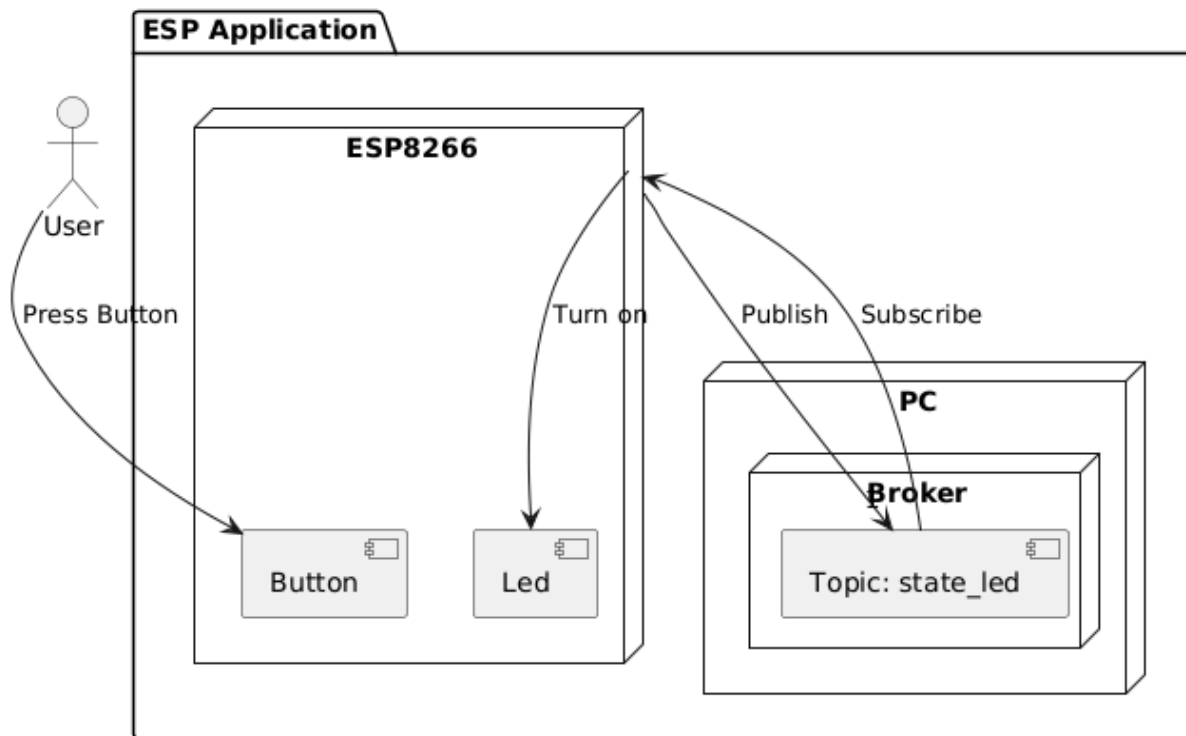 ESP Application
ESP8266
User
Press Button
Turn on
Publish
Subscribe
PC
Broker
Button
Led
Topic: state_led